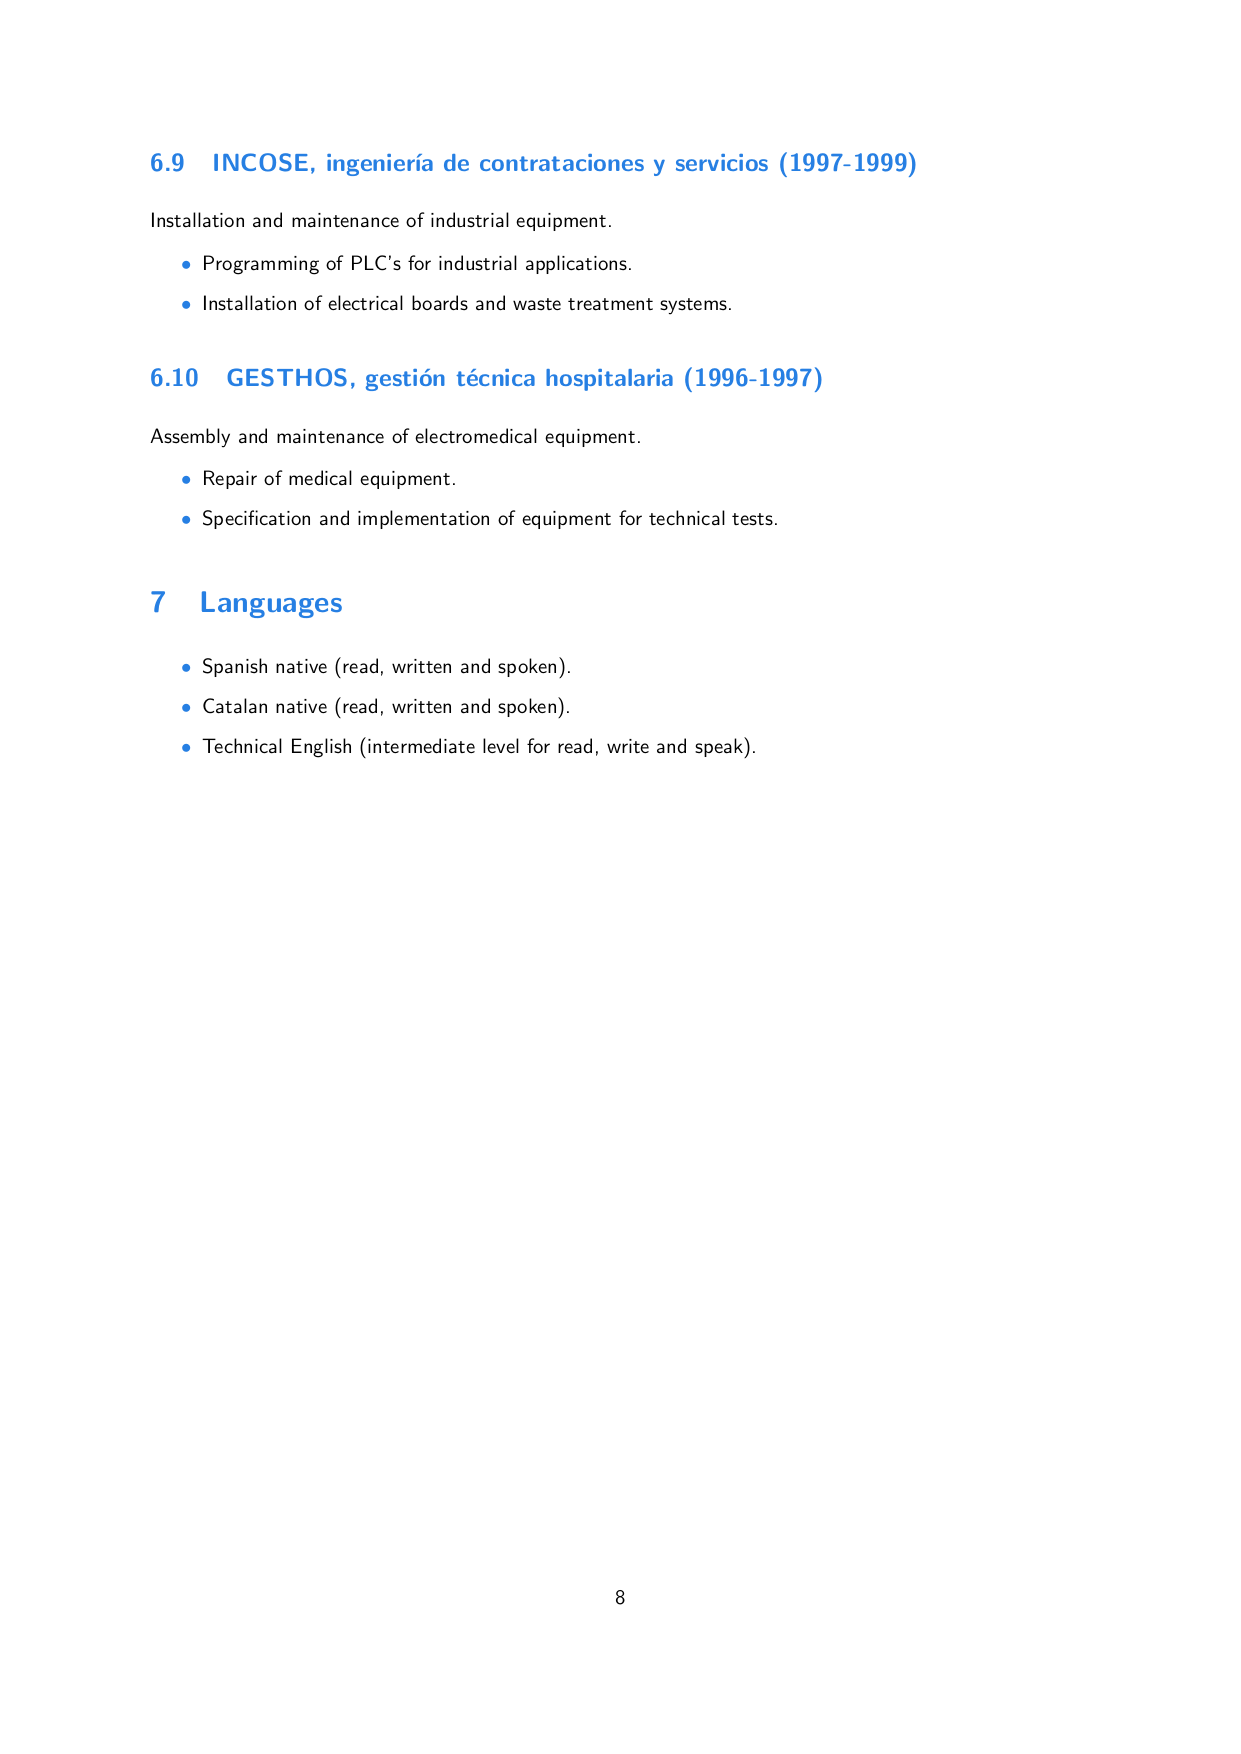 6.9 INCOSE, ingeniería de contrataciones y servicios (1997-1999)
Installation and maintenance of industrial equipment.
• Programming of PLC's for industrial applications.
• Installation of electrical boards and waste treatment systems.
6.10 GESTHOS, gestión técnica hospitalaria (1996-1997)
Assembly and maintenance of electromedical equipment.
• Repair of medical equipment.
• Specification and implementation of equipment for technical tests.
7 Languages
• Spanish native (read, written and spoken).
• Catalan native (read, written and spoken).
• Technical English (intermediate level for read, write and speak).
8